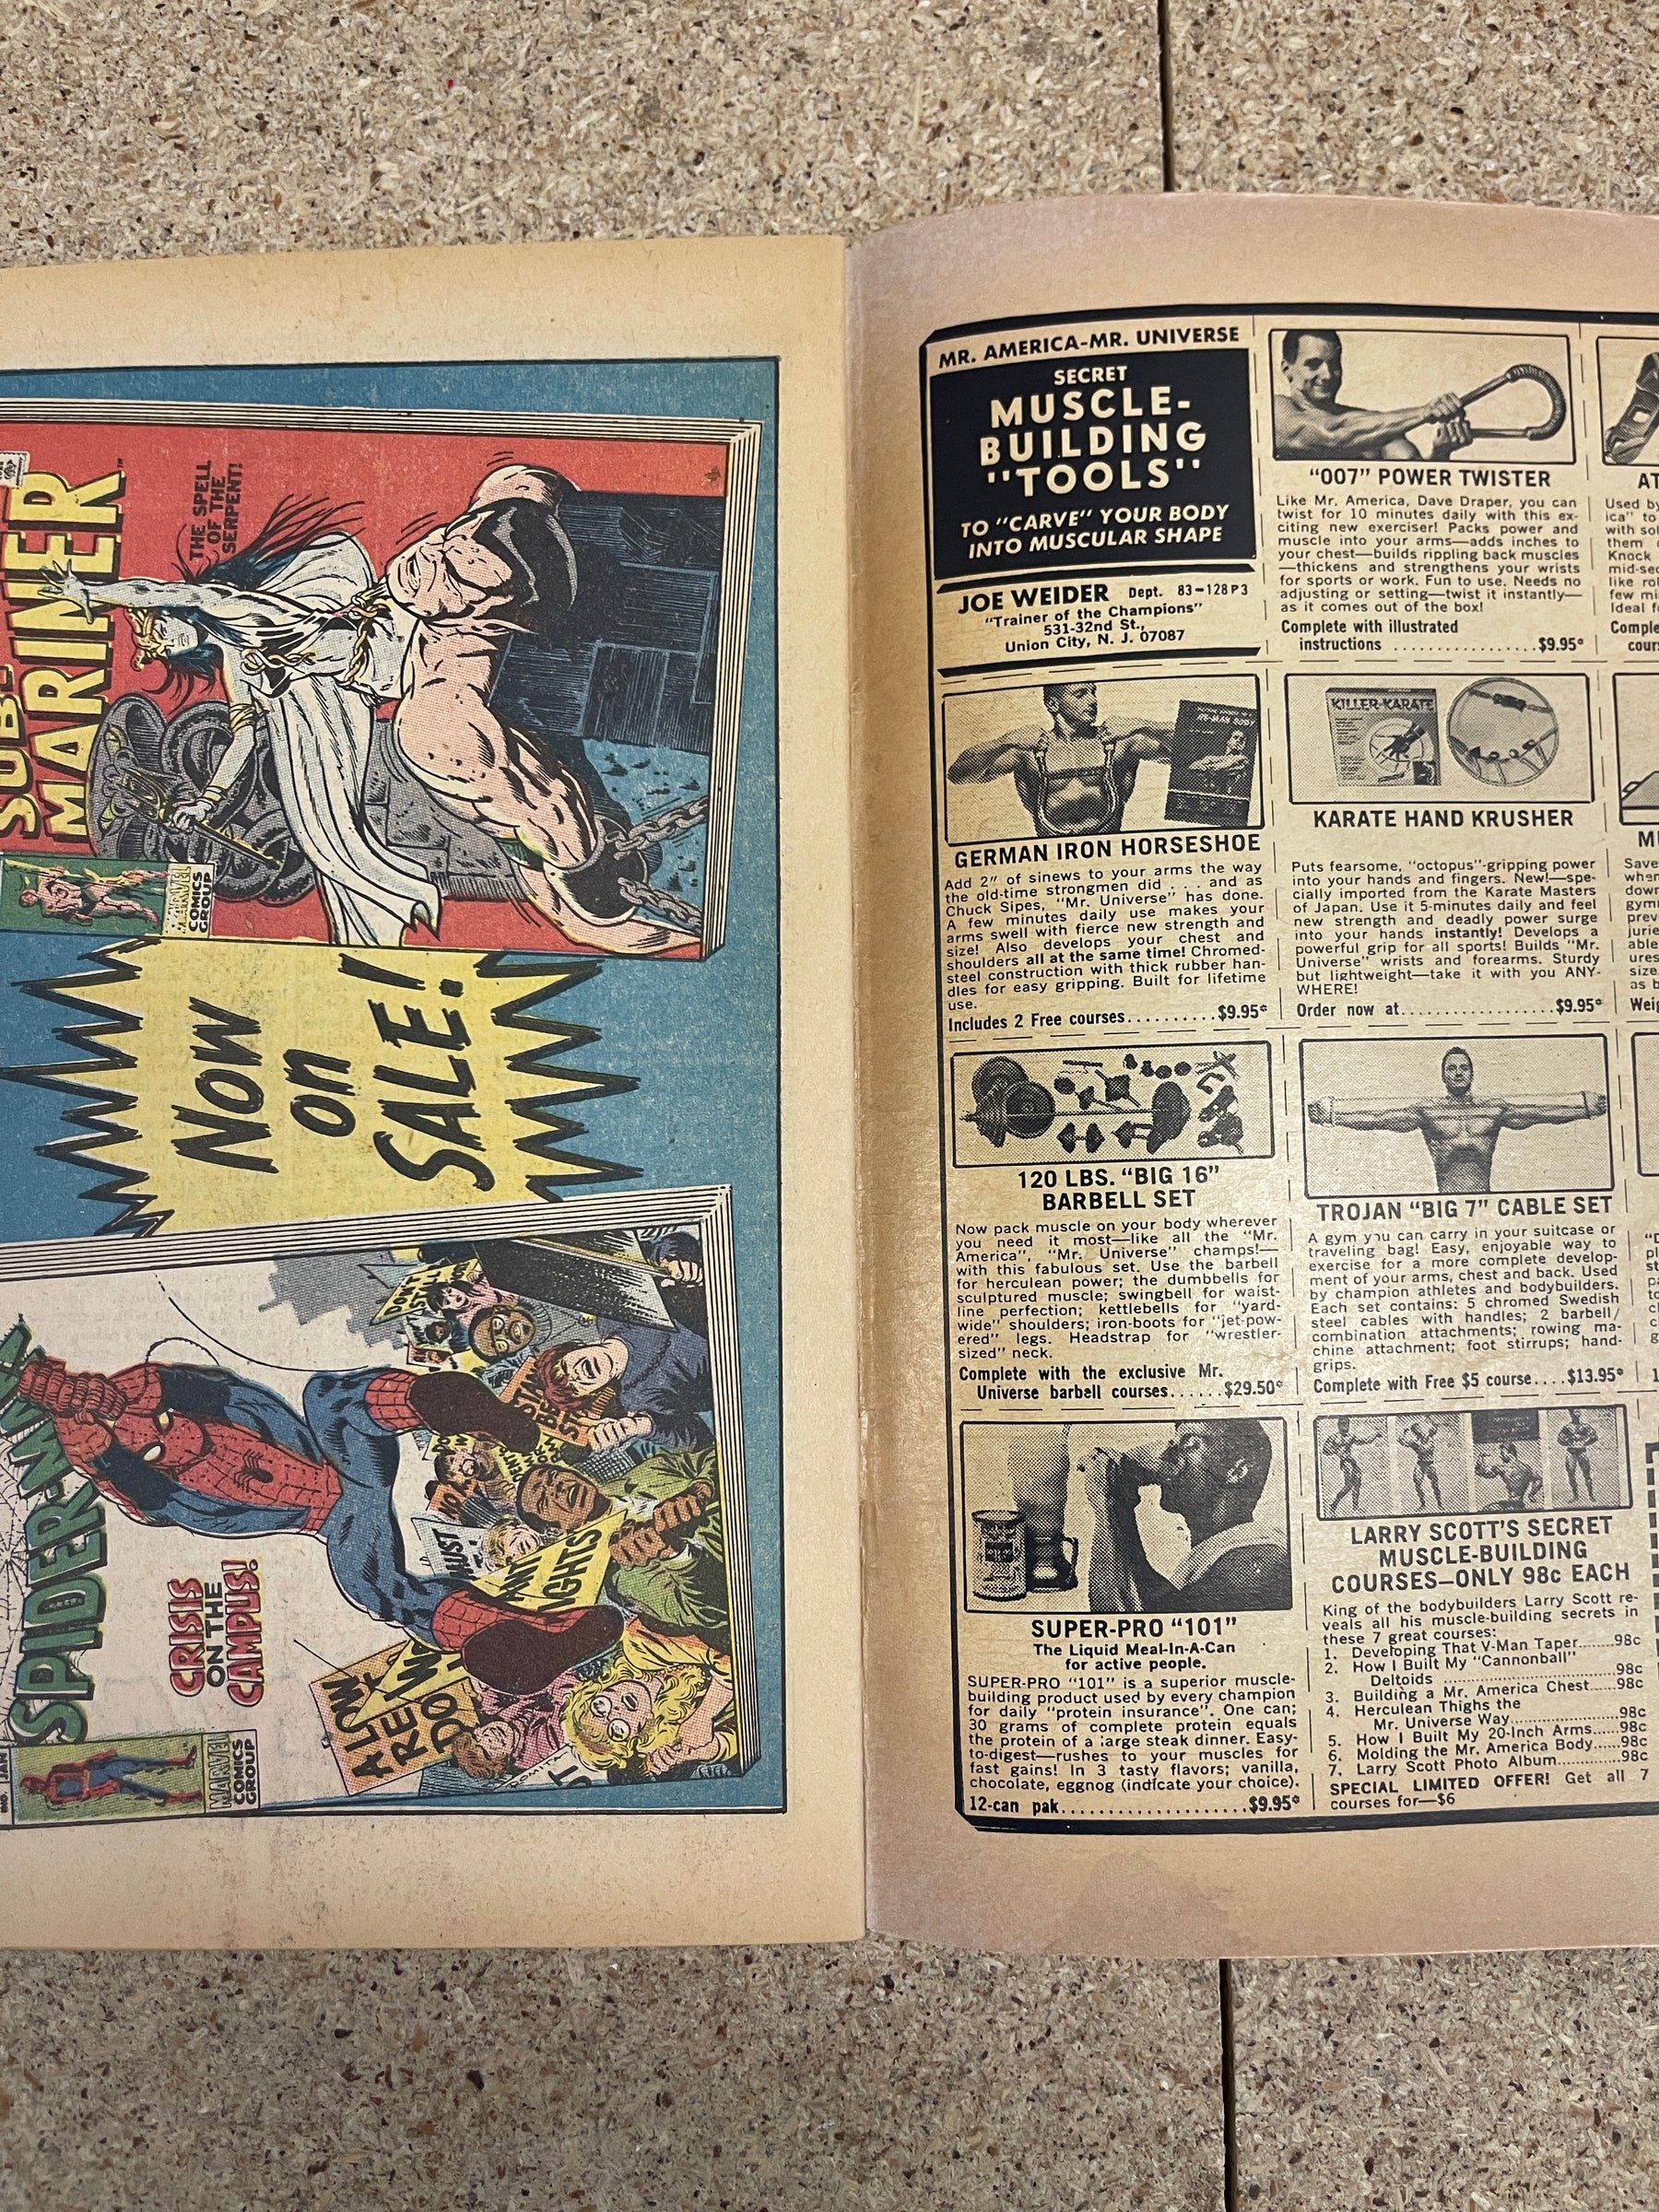 SUB-
MARINER
THE SPELL
OF THE
SERPENT!
MARVEL
COMICS
GROUP
NOW
on
SALE!
SPIDER-
CRISIS
ON THE
CAMPUS!
IND.
JAN
MARVEL
COMICS
GROUP
MR. AMERICA-MR. UNIVERSE
SECRET
MUSCLE-
BUILDING
"TOOLS"
TO "CARVE" YOUR BODY
INTO MUSCULAR SHAPE
JOE WEIDER Dept. 83-128P3
"Trainer of the Champions"
531-32nd St.,
Union City, N. J. 07087
"007" POWER TWISTER
Like Mr. America, Dave Draper, you can
twist for 10 minutes daily with this ex-
citing new exerciser! Packs power and
muscle into your arms—adds inches to
your chest—builds rippling back muscles
—thickens and strengthens your wrists
for sports or work. Fun to use. Needs no
adjusting or setting—twist it instantly—
as it comes out of the box!
Complete with illustrated
instructions .................$9.95*
GERMAN IRON HORSESHOE
Add 2" of sinews to your arms the way
the old-time strongmen did . . . and as
Chuck Sipes, "Mr. Universe" has done.
A few minutes daily use makes your
arms swell with fierce new strength and
size! Also develops your chest and
shoulders all at the same time! Chromed-
steel construction with thick rubber han-
dles for easy gripping. Built for lifetime
use.
Includes 2 Free courses..........$9.95*
KILLER-KARATE
KARATE HAND KRUSHER
Puts fearsome, "octopus"-gripping power
into your hands and fingers. New!—spe-
cially imported from the Karate Masters
of Japan. Use it 5-minutes daily and feel
new strength and deadly power surge
into your hands instantly! Develops a
powerful grip for all sports! Builds "Mr.
Universe" wrists and forearms. Sturdy
but lightweight—take it with you ANY-
WHERE!
Order now at..................$9.95*
120 LBS. "BIG 16"
BARBELL SET
Now pack muscle on your body wherever
you need it most—like all the "Mr.
America", "Mr. Universe" champs!—
with this fabulous set. Use the barbell
for herculean power; the dumbbells for
sculptured muscle; swingbell for waist-
line perfection; kettlebells for "yard-
wide" shoulders; iron-boots for "jet-pow-
ered" legs. Headstrap for "wrestler-
sized" neck.
Complete with the exclusive Mr.
Universe barbell courses......$29.50*
TROJAN "BIG 7" CABLE SET
A gym you can carry in your suitcase or
traveling bag! Easy, enjoyable way to
exercise for a more complete develop-
ment of your arms, chest and back. Used
by champion athletes and bodybuilders.
Each set contains: 5 chromed Swedish
steel cables with handles; 2 barbell/
combination attachments; rowing ma-
chine attachment; foot stirrups; hand-
grips.
Complete with Free $5 course....$13.95*
SUPER-PRO "101"
The Liquid Meal-In-A-Can
for active people.
SUPER-PRO "101" is a superior muscle-
building product used by every champion
for daily "protein insurance". One can;
30 grams of complete protein equals
the protein of a large steak dinner. Easy-
to-digest—rushes to your muscles for
fast gains! In 3 tasty flavors; vanilla,
chocolate, eggnog (indicate your choice).
12-can pak.....................$9.95*
LARRY SCOTT'S SECRET
MUSCLE-BUILDING
COURSES—ONLY 98c EACH
King of the bodybuilders Larry Scott re-
veals all his muscle-building secrets in
these 7 great courses:
1. Developing That V-Man Taper........98c
2. How I Built My "Cannonball"
Deltoids ..............................98c
3. Building a Mr. America Chest......98c
4. Herculean Thighs the
Mr. Universe Way......................98c
5. How I Built My 20-Inch Arms......98c
6. Molding the Mr. America Body.....98c
7. Larry Scott Photo Album.............98c
SPECIAL LIMITED OFFER! Get all 7
courses for—$6